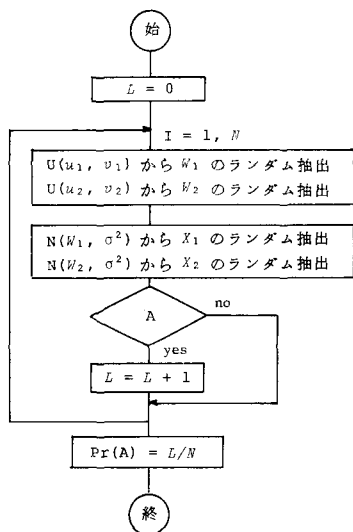 始
L = 0
I = 1, N
U(u₁, v₁) から W₁ のランダム抽出
U(u₂, v₂) から W₂ のランダム抽出
N(W₁, σ²) から X₁ のランダム抽出
N(W₂, σ²) から X₂ のランダム抽出
A
no
yes
L = L + 1
Pr(A) = L/N
終